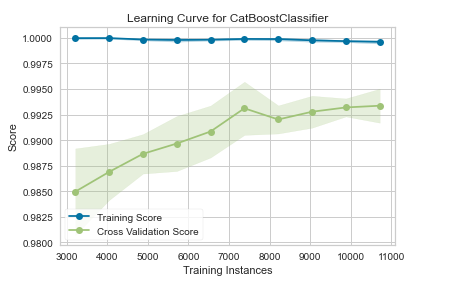 Learning Curve for CatBoostClassifier
1.0000
0.9975
0.9950
0.9925
0.9900
0.9875
0.9850
0.9825
0.9800
Score
Training Score
Cross Validation Score
3000 4000 5000 6000 7000 8000 9000 10000 11000
Training Instances